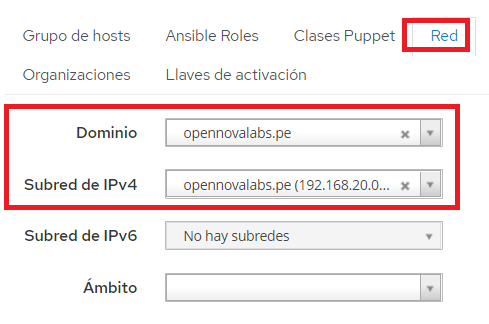 Grupo de hosts Ansible Roles Clases Puppet Red
Organizaciones Llaves de activación
Dominio opennovalabs.pe
Subred de IPv4 opennovalabs.pe (192.168.20.0...
Subred de IPv6 No hay subredes
Ámbito